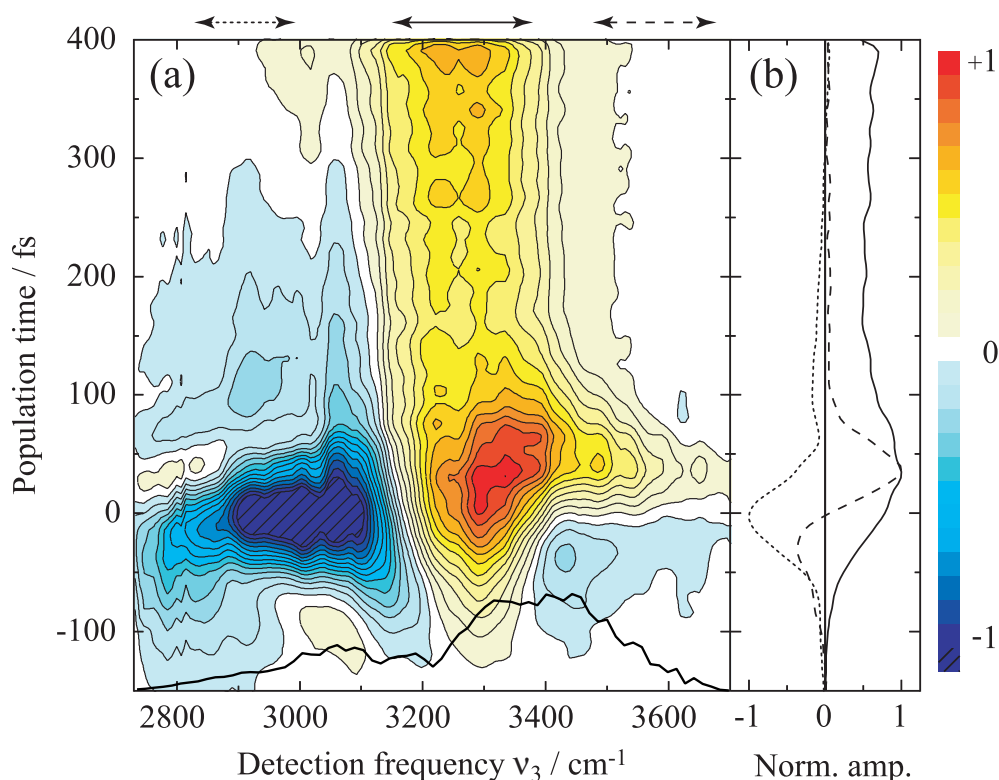 (a)
(b)
400
300
200
100
0
-100
Population time / fs
2800 3000 3200 3400 3600
Detection frequency ν3 / cm-1
-1 0 1
Norm. amp.
+1
0
-1